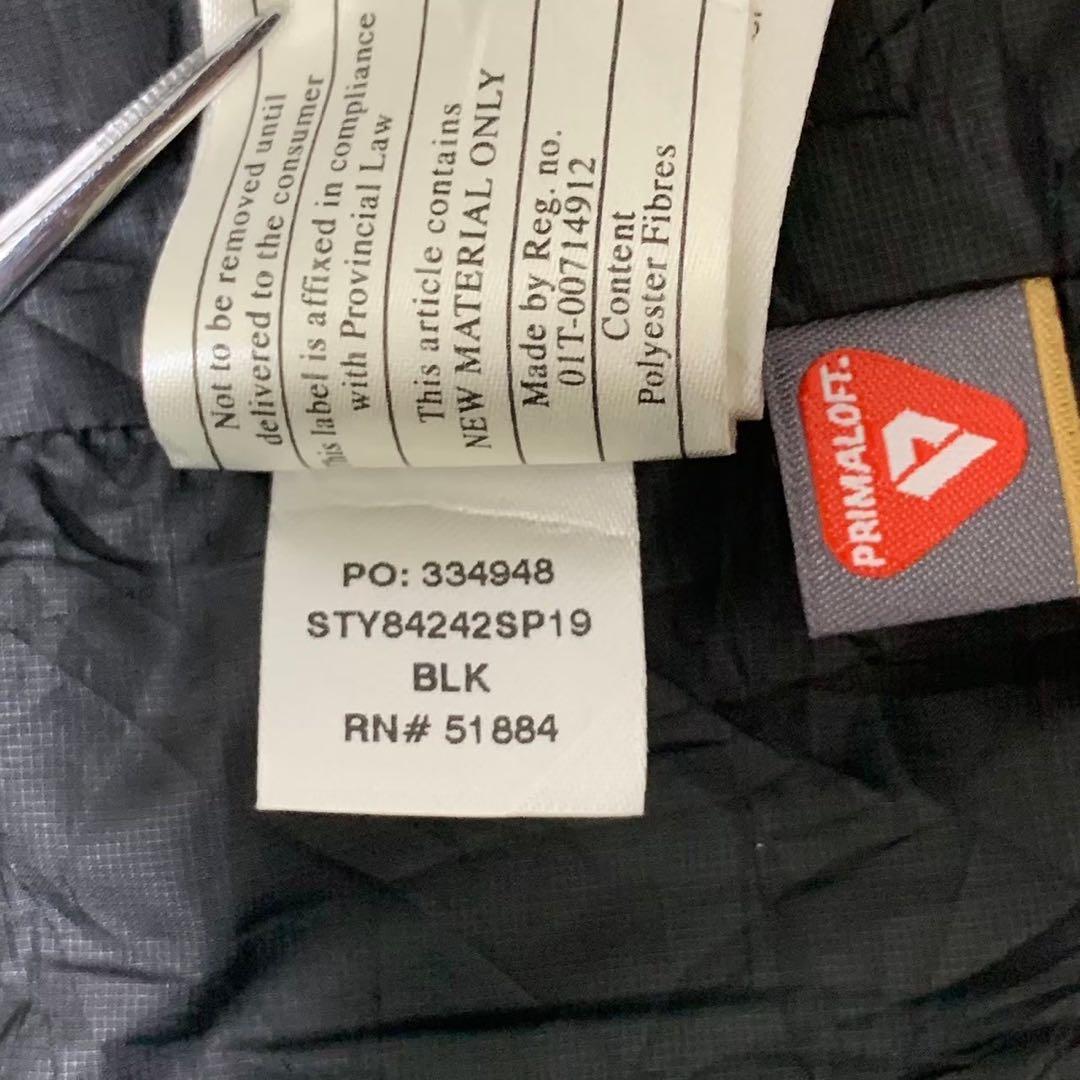 Not to be removed until
delivered to the consumer
This label is affixed in compliance
with Provincial Law
This article contains
NEW MATERIAL ONLY
Made by Reg. no.
01T-00714912
Content
Polyester Fibres
PRIMALOFT.
PO: 334948
STY84242SP19
BLK
RN# 51884